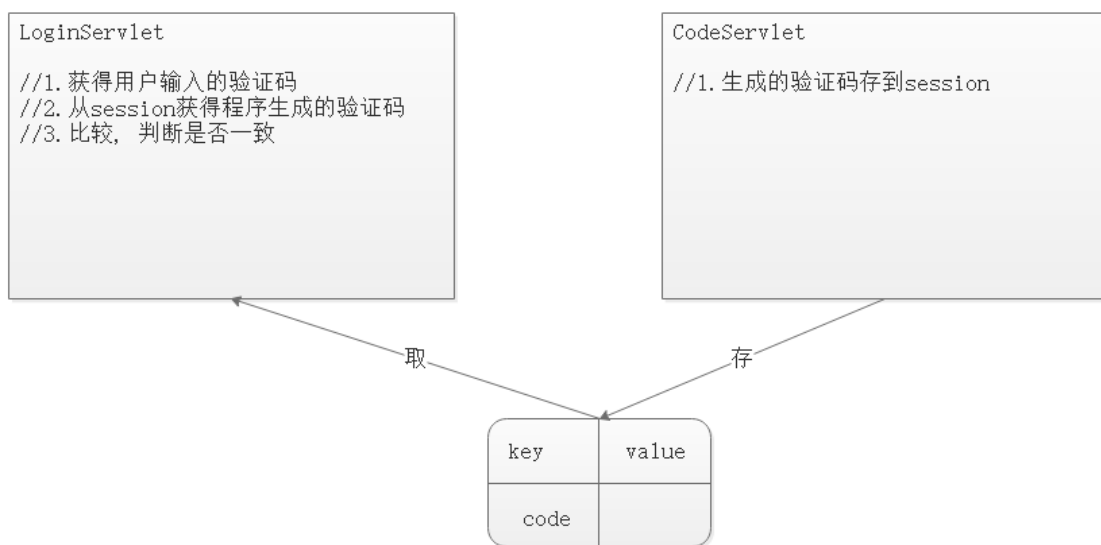 LoginServlet
//1.获得用户输入的验证码
//2.从session获得程序生成的验证码
//3.比较, 判断是否一致
CodeServlet
//1.生成的验证码存到session
取
存
key
value
code